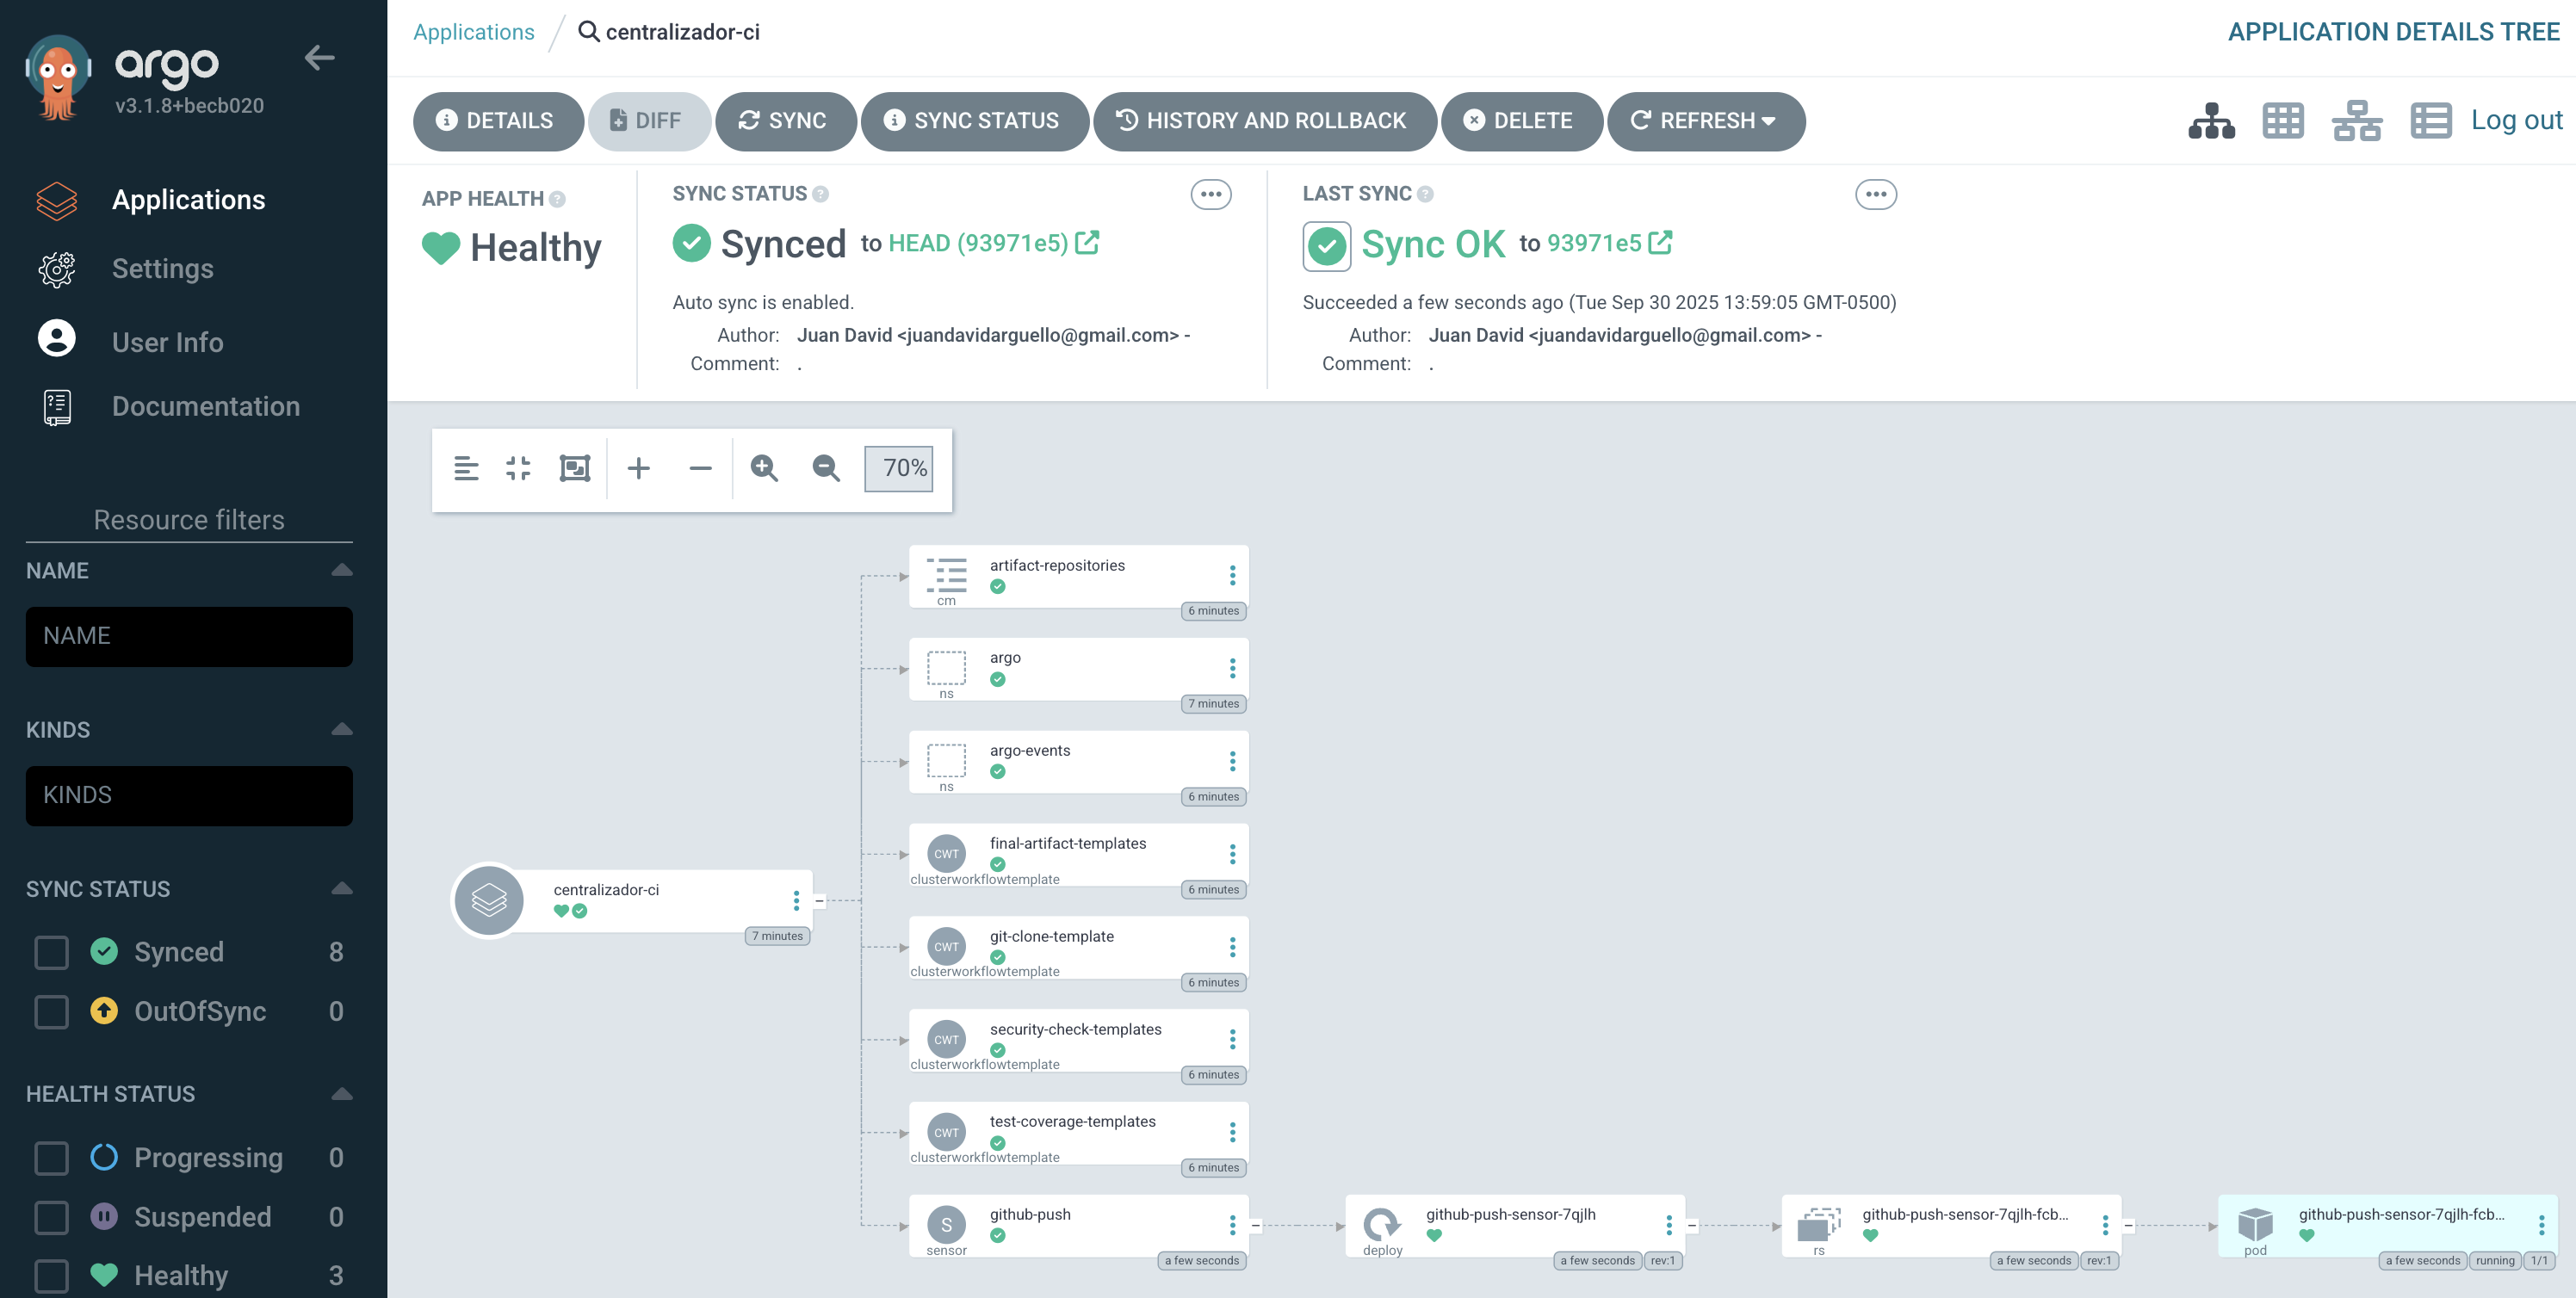 argo
v3.1.8+becb020
Applications
Settings
User Info
Documentation
Resource filters
NAME
NAME
KINDS
KINDS
SYNC STATUS
Synced 8
OutOfSync 0
HEALTH STATUS
Progressing 0
Suspended 0
Healthy 3
Applications / centralizador-ci
APPLICATION DETAILS TREE
DETAILS DIFF SYNC SYNC STATUS HISTORY AND ROLLBACK DELETE REFRESH
Log out
APP HEALTH ?
Healthy
SYNC STATUS ?
Synced to HEAD (93971e5)
Auto sync is enabled.
Author: Juan David <juandavidarguello@gmail.com> -
Comment: .
LAST SYNC ?
Sync OK to 93971e5
Succeeded a few seconds ago (Tue Sep 30 2025 13:59:05 GMT-0500)
Author: Juan David <juandavidarguello@gmail.com> -
Comment: .
70%
centralizador-ci
7 minutes
artifact-repositories
cm
6 minutes
argo
ns
7 minutes
argo-events
ns
6 minutes
CWT
final-artifact-templates
clusterworkflowtemplate
6 minutes
CWT
git-clone-template
clusterworkflowtemplate
6 minutes
CWT
security-check-templates
clusterworkflowtemplate
6 minutes
CWT
test-coverage-templates
clusterworkflowtemplate
6 minutes
S
github-push
sensor
a few seconds
github-push-sensor-7qjlh
deploy
a few seconds rev:1
github-push-sensor-7qjlh-fcb...
rs
a few seconds rev:1
github-push-sensor-7qjlh-fcb...
pod
a few seconds running 1/1